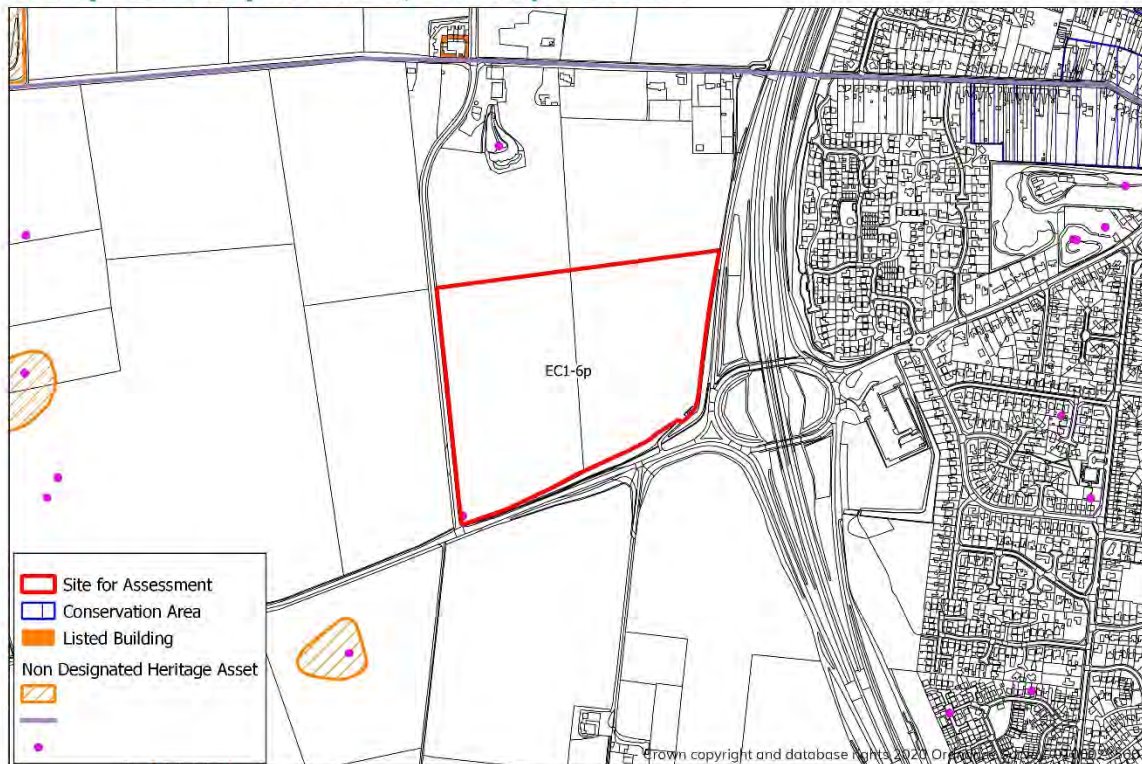 EC1-6p
Site for Assessment
Conservation Area
Listed Building
Non Designated Heritage Asset
Crown copyright and database rights 2020